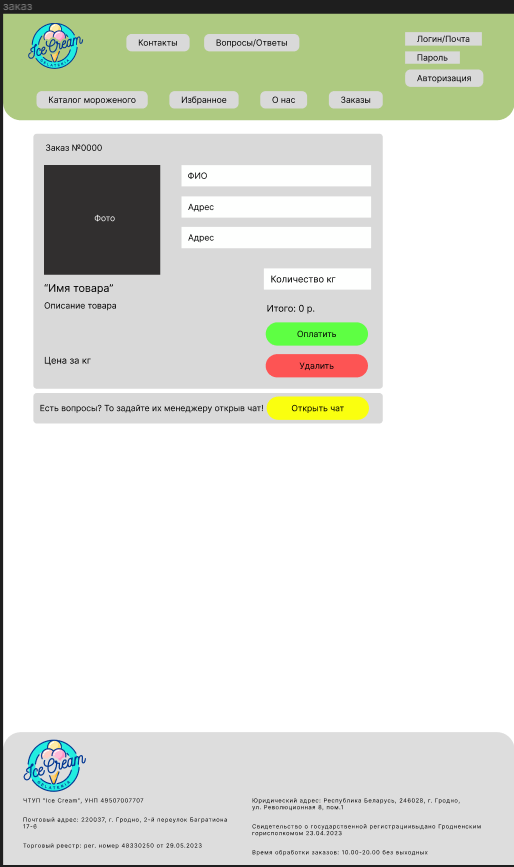 заказ
Ice Cream
GELATERIA
Контакты
Вопросы/Ответы
Логин/Почта
Пароль
Авторизация
Каталог мороженого
Избранное
О нас
Заказы
Заказ №0000
Фото
ФИО
Адрес
Адрес
Количество кг
"Имя товара"
Описание товара
Итого: 0 р.
Оплатить
Цена за кг
Удалить
Есть вопросы? То задайте их менеджеру открыв чат!
Открыть чат
Ice Cream
GELATERIA
ЧТУП "Ice Cream", УНП 49507007707
Почтовый адрес: 220037, г. Гродно, 2-й переулок Багратиона
17-6
Торговый реестр: рег. номер 48330250 от 29.05.2023
Юридический адрес: Республика Беларусь, 246028, г. Гродно,
ул. Революционная 8, пом.1
Свидетельство о государственной регистрациивыдано Гродненским
горисполкомом 23.04.2023
Время обработки заказов: 10.00-20.00 без выходных